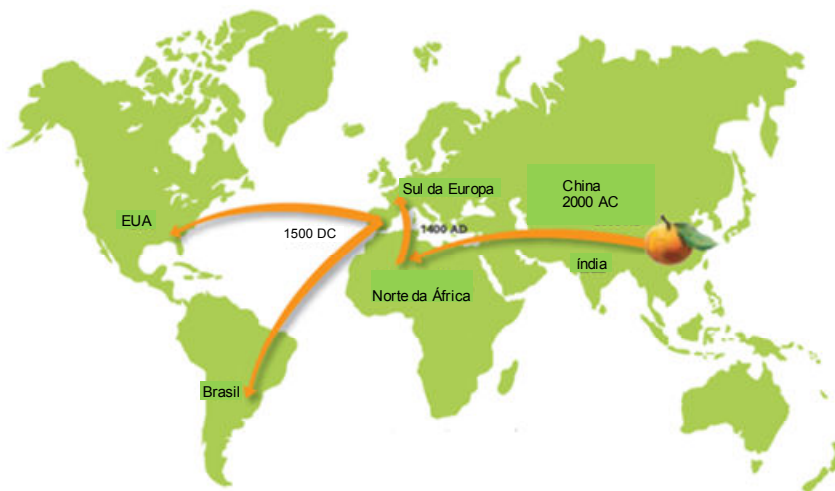 Sul da Europa
China
2000 AC
EUA
1500 DC
1400 AD
índia
Norte da África
Brasil